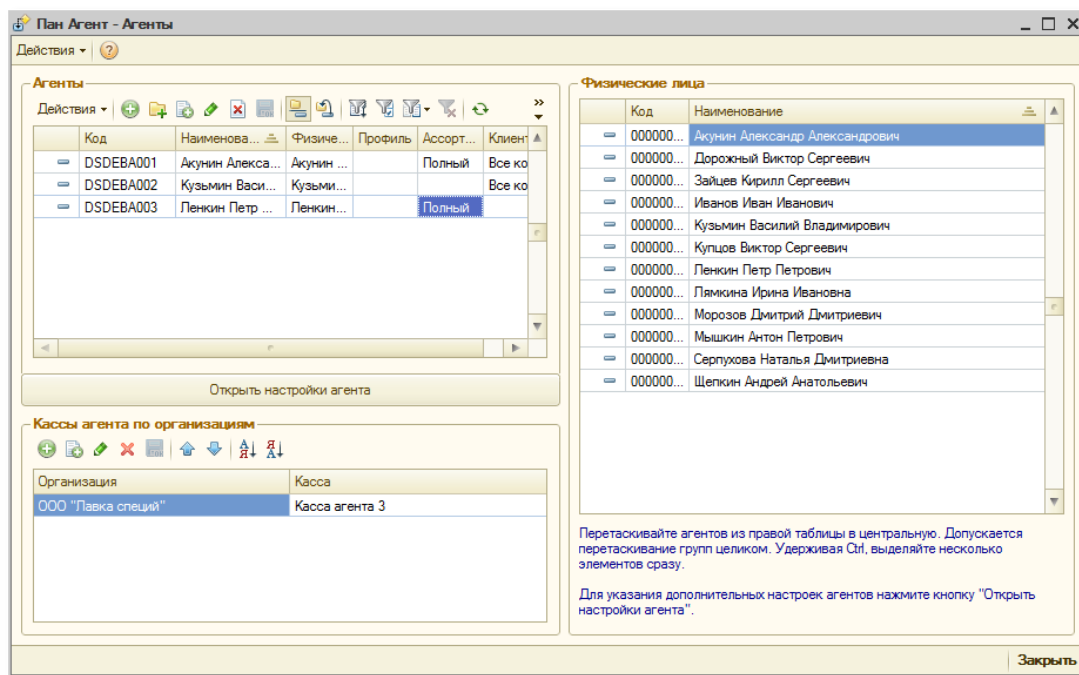 Пан Агент - Агенты
Действия
Агенты
Действия
Код Наименова... Физиче... Профиль Ассорт... Клиент
DSDEBA001 Акунин Алекса... Акунин ... Полный Все ко
DSDEBA002 Кузьмин Васи... Кузьми... Все ко
DSDEBA003 Ленкин Петр ... Ленкин... Полный
Открыть настройки агента
Кассы агента по организациям
Организация Касса
ООО "Лавка специй" Касса агента 3
Физические лица
Код Наименование
000000... Акунин Александр Александрович
000000... Дорожный Виктор Сергеевич
000000... Зайцев Кирилл Сергеевич
000000... Иванов Иван Иванович
000000... Кузьмин Василий Владимирович
000000... Купцов Виктор Сергеевич
000000... Ленкин Петр Петрович
000000... Лямкина Ирина Ивановна
000000... Морозов Дмитрий Дмитриевич
000000... Мышкин Антон Петрович
000000... Серпухова Наталья Дмитриевна
000000... Щепкин Андрей Анатольевич
Перетаскивайте агентов из правой таблицы в центральную. Допускается
перетаскивание групп целиком. Удерживая Ctrl, выделяйте несколько
элементов сразу.
Для указания дополнительных настроек агентов нажмите кнопку "Открыть
настройки агента".
Закрыть